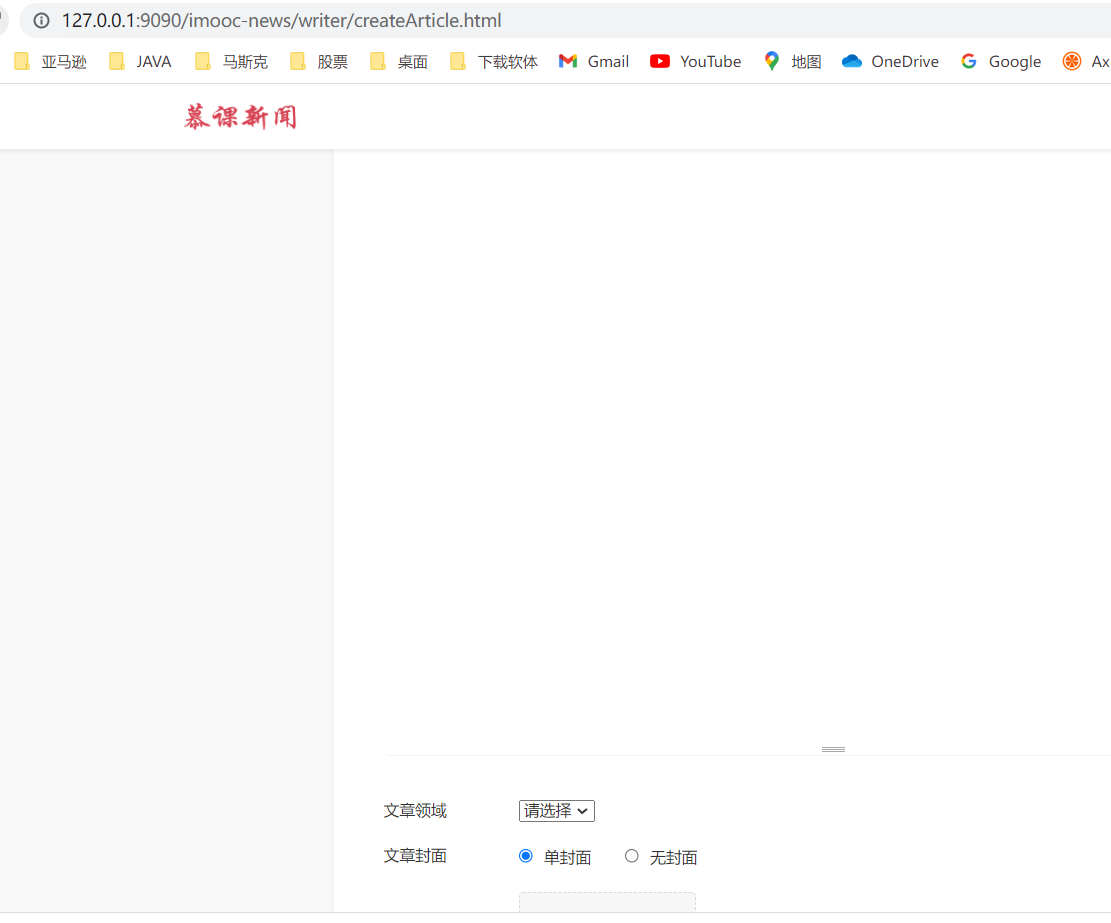 127.0.0.1:9090/imooc-news/writer/createArticle.html
亚马逊 JAVA 马斯克 股票 桌面 下载软体 Gmail YouTube 地图 OneDrive Google Ax
慕课新闻
文章领域 请选择
文章封面 单封面 无封面